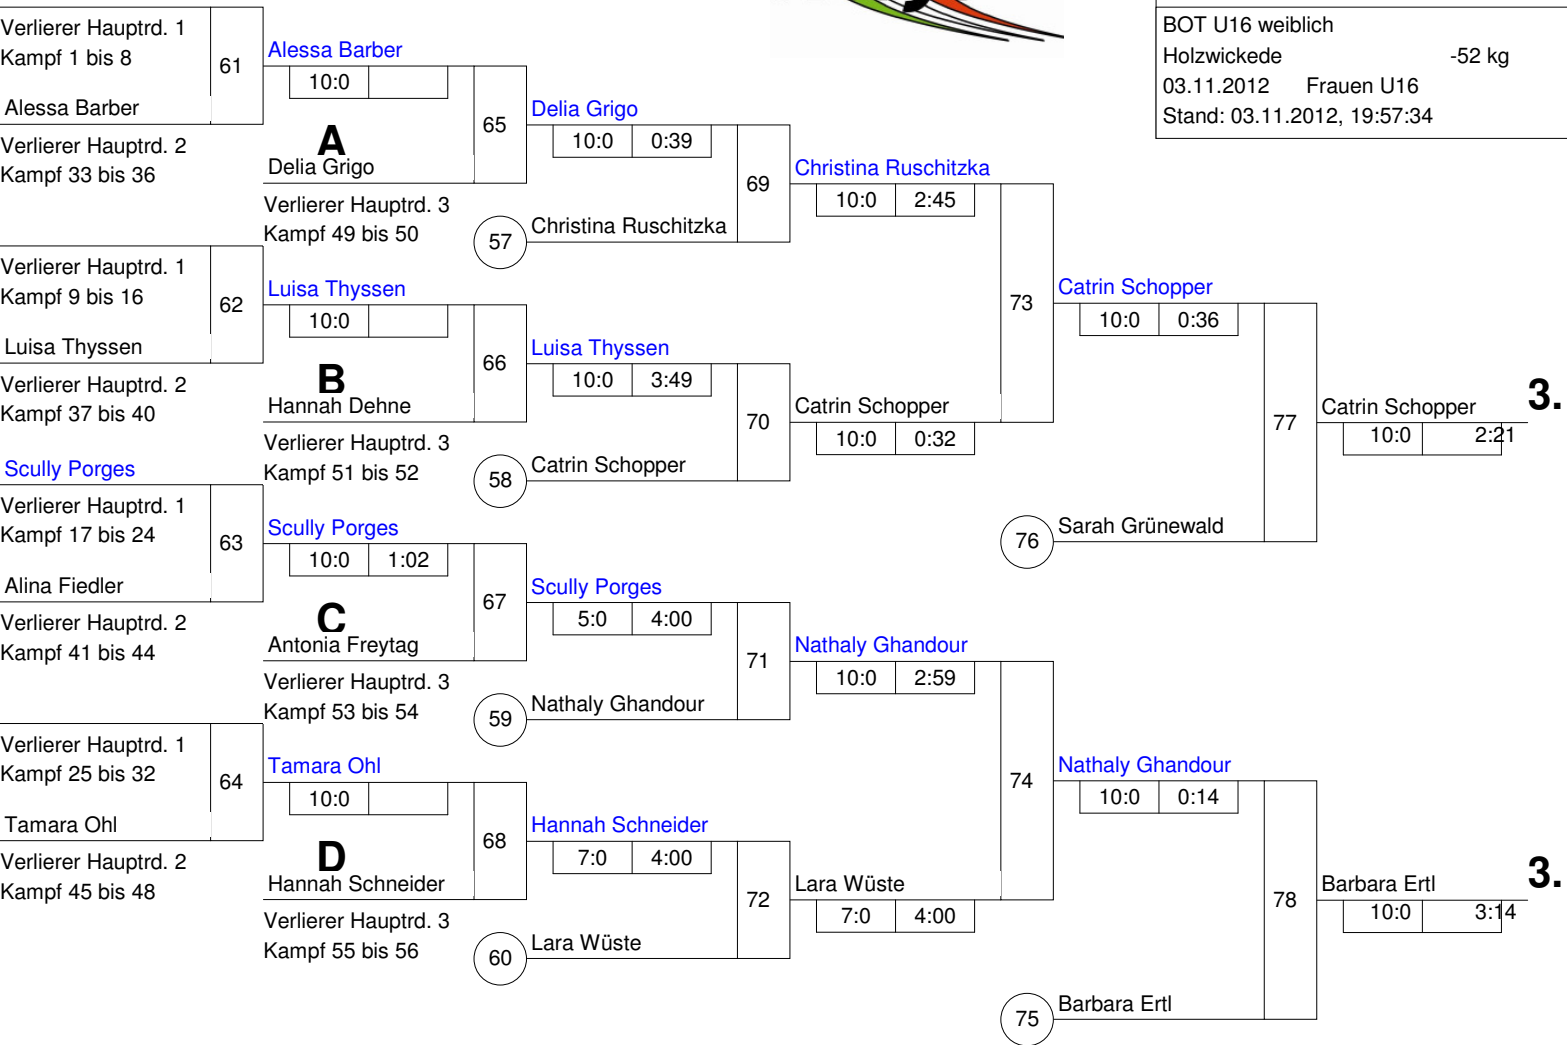 BOT U16 weiblich
Holzwickede -52 kg
03.11.2012 Frauen U16
Stand: 03.11.2012, 19:57:34
Verlierer Hauptrd. 1
Kampf 1 bis 8
61
Alessa Barber
Verlierer Hauptrd. 2
Kampf 33 bis 36
Verlierer Hauptrd. 1
Kampf 9 bis 16
62
Luisa Thyssen
Verlierer Hauptrd. 2
Kampf 37 bis 40
Scully Porges
Verlierer Hauptrd. 1
Kampf 17 bis 24
63
Alina Fiedler
Verlierer Hauptrd. 2
Kampf 41 bis 44
Verlierer Hauptrd. 1
Kampf 25 bis 32
64
Tamara Ohl
Verlierer Hauptrd. 2
Kampf 45 bis 48
Alessa Barber
10:0
A
65
Delia Grigo
Verlierer Hauptrd. 3
Kampf 49 bis 50
Luisa Thyssen
10:0
B
66
Hannah Dehne
Verlierer Hauptrd. 3
Kampf 51 bis 52
Scully Porges
10:0 1:02
C
67
Antonia Freytag
Verlierer Hauptrd. 3
Kampf 53 bis 54
Tamara Ohl
10:0
D
68
Hannah Schneider
Verlierer Hauptrd. 3
Kampf 55 bis 56
Delia Grigo
10:0 0:39
69
57 Christina Ruschitzka
Luisa Thyssen
10:0 3:49
70
58 Catrin Schopper
Scully Porges
5:0 4:00
71
59 Nathaly Ghandour
Hannah Schneider
7:0 4:00
72
60 Lara Wüste
Christina Ruschitzka
10:0 2:45
73
Catrin Schopper
10:0 0:32
Nathaly Ghandour
10:0 2:59
74
Lara Wüste
7:0 4:00
Catrin Schopper
10:0 0:36
77
76 Sarah Grünewald
Nathaly Ghandour
10:0 0:14
78
75 Barbara Ertl
Catrin Schopper 3.
10:0 2:21
Barbara Ertl 3.
10:0 3:14